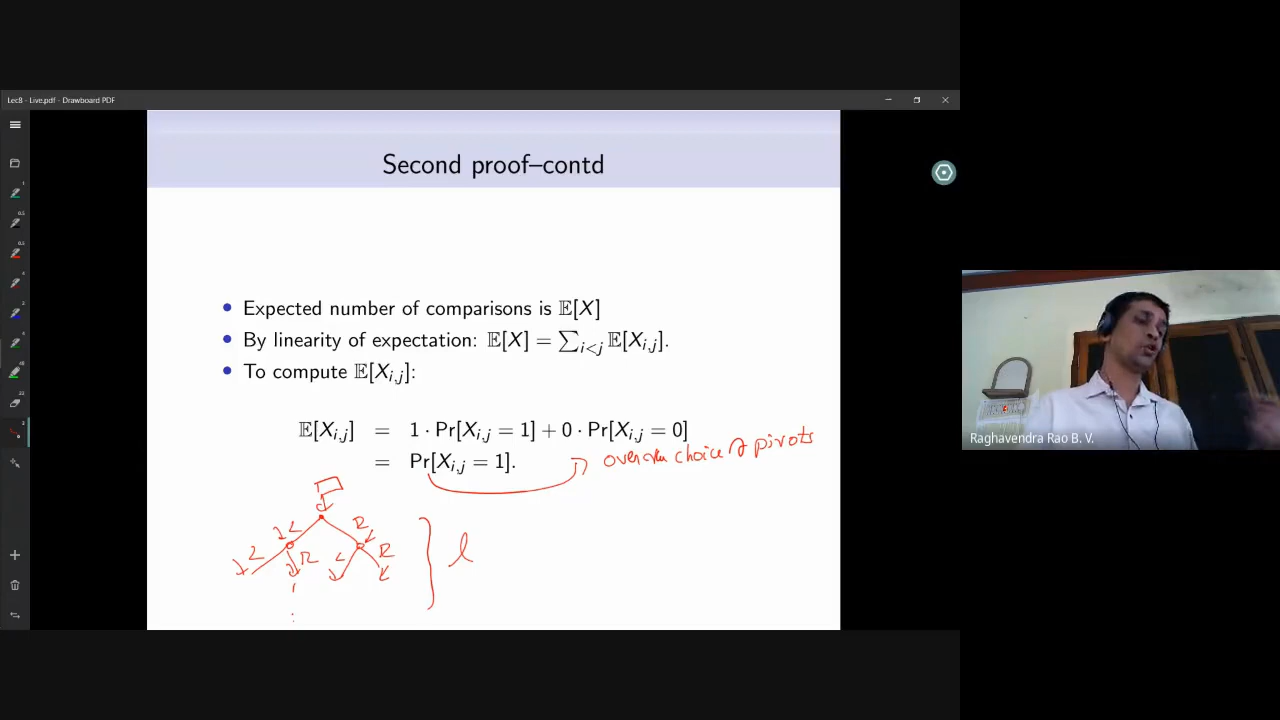 Lec8 - Live.pdf - Drawboard PDF
Second proof–contd
• Expected number of comparisons is 𝔼[X]
• By linearity of expectation: 𝔼[X] = ∑_{i<j} 𝔼[X_{i,j}].
• To compute 𝔼[X_{i,j}]:
𝔼[X_{i,j}] = 1 · Pr[X_{i,j} = 1] + 0 · Pr[X_{i,j} = 0]
= Pr[X_{i,j} = 1].
choice of pivots
L R
L R L R
l
Raghavendra Rao B. V.